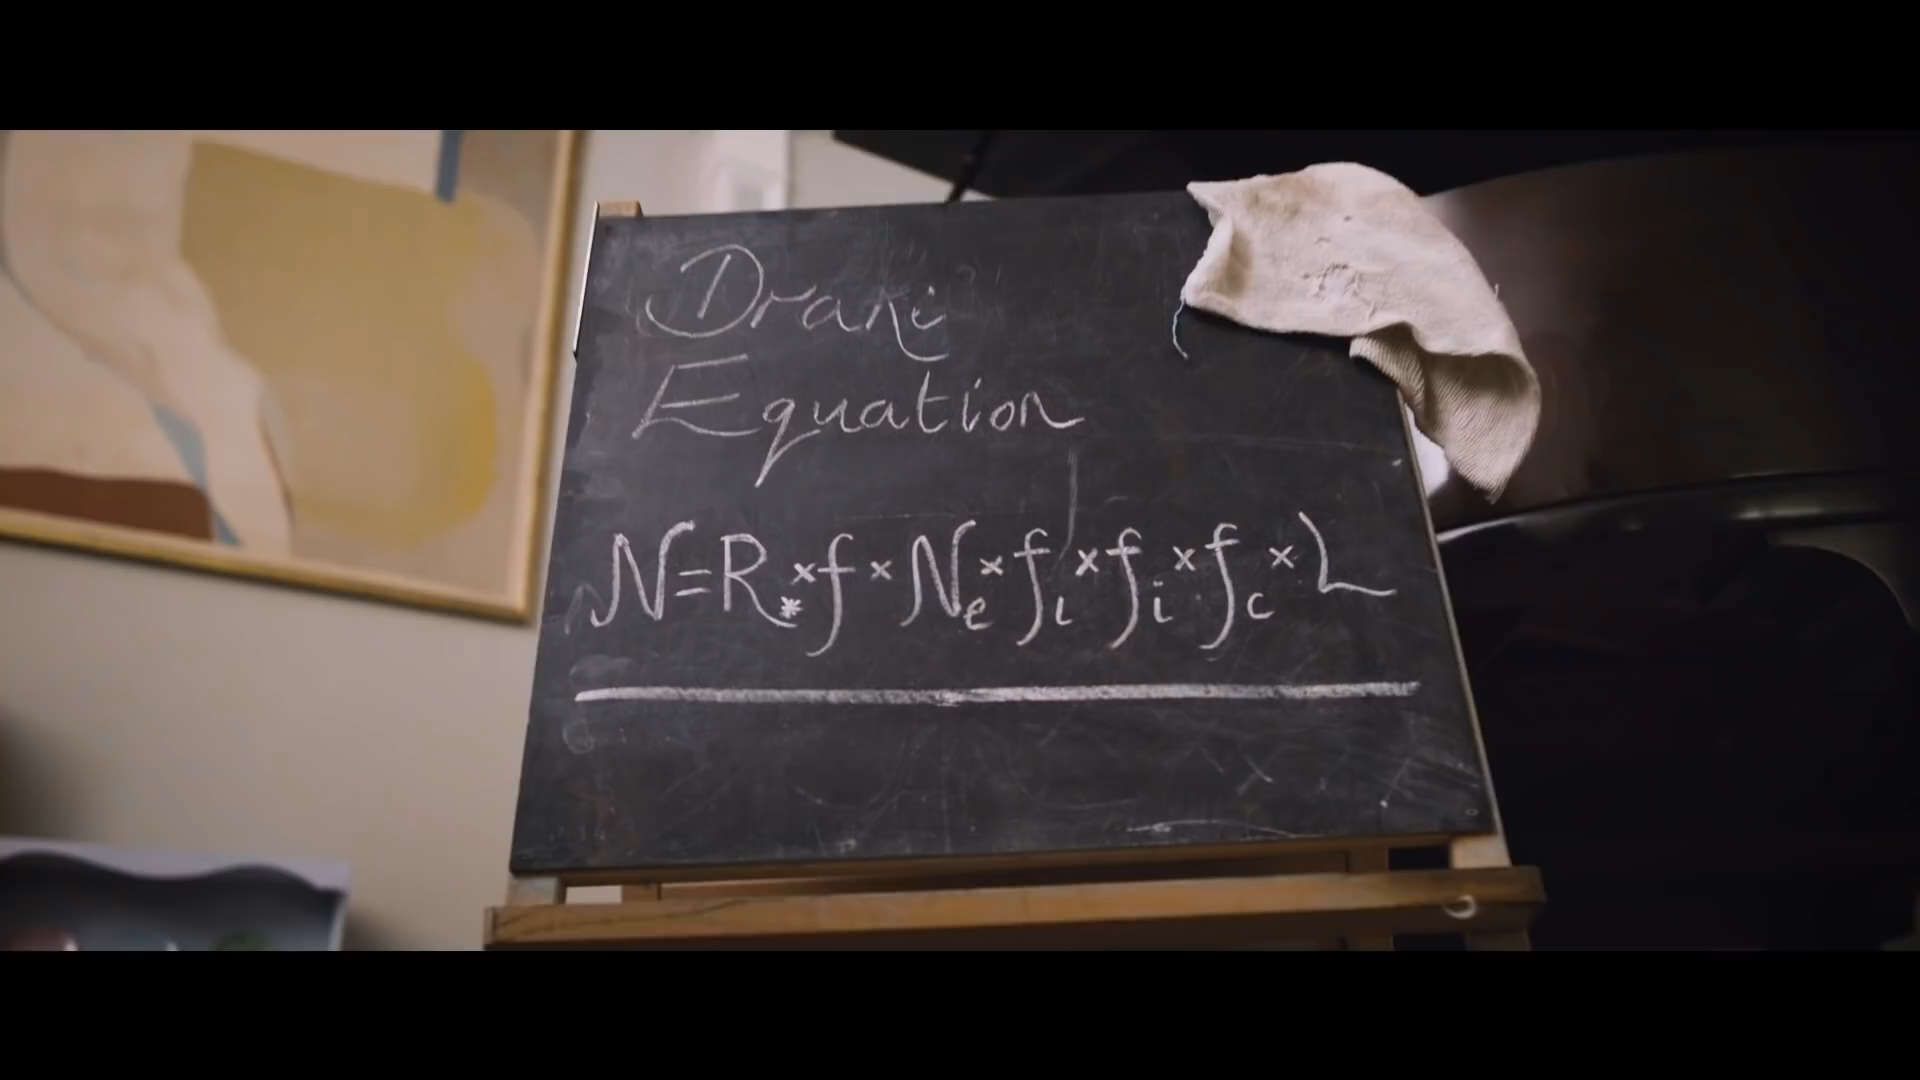 Drake
Equation
N=R* × f × Ne × fl × fi × fc × L